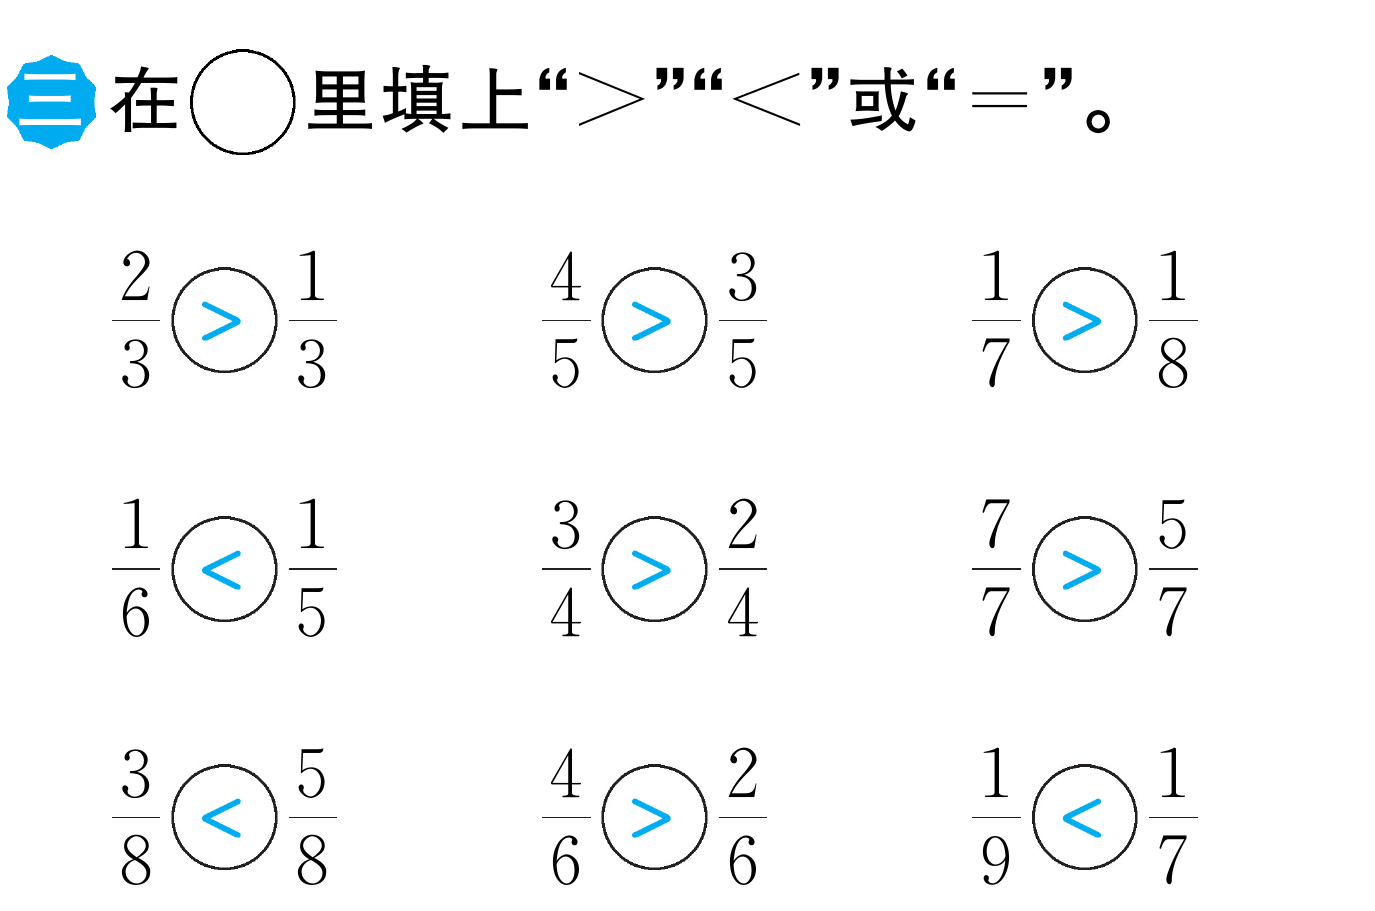 三 在○里填上“>”“<”或“=”。
2/3 > 1/3 4/5 > 3/5 1/7 > 1/8
1/6 < 1/5 3/4 > 2/4 7/7 > 5/7
3/8 < 5/8 4/6 > 2/6 1/9 < 1/7